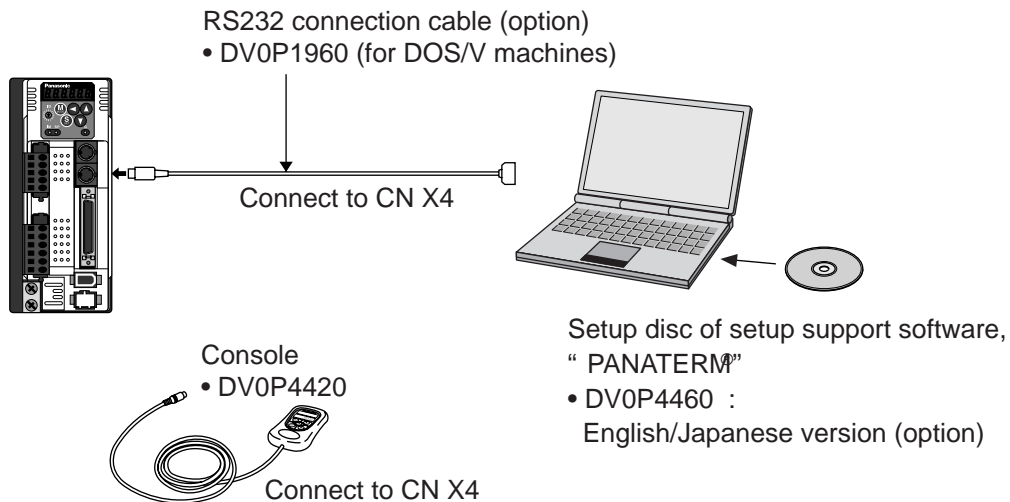 RS232 connection cable (option)
• DV0P1960 (for DOS/V machines)
Panasonic
M
S
Connect to CN X4
Setup disc of setup support software,
“ PANATERM®”
• DV0P4460 :
English/Japanese version (option)
Console
• DV0P4420
Connect to CN X4